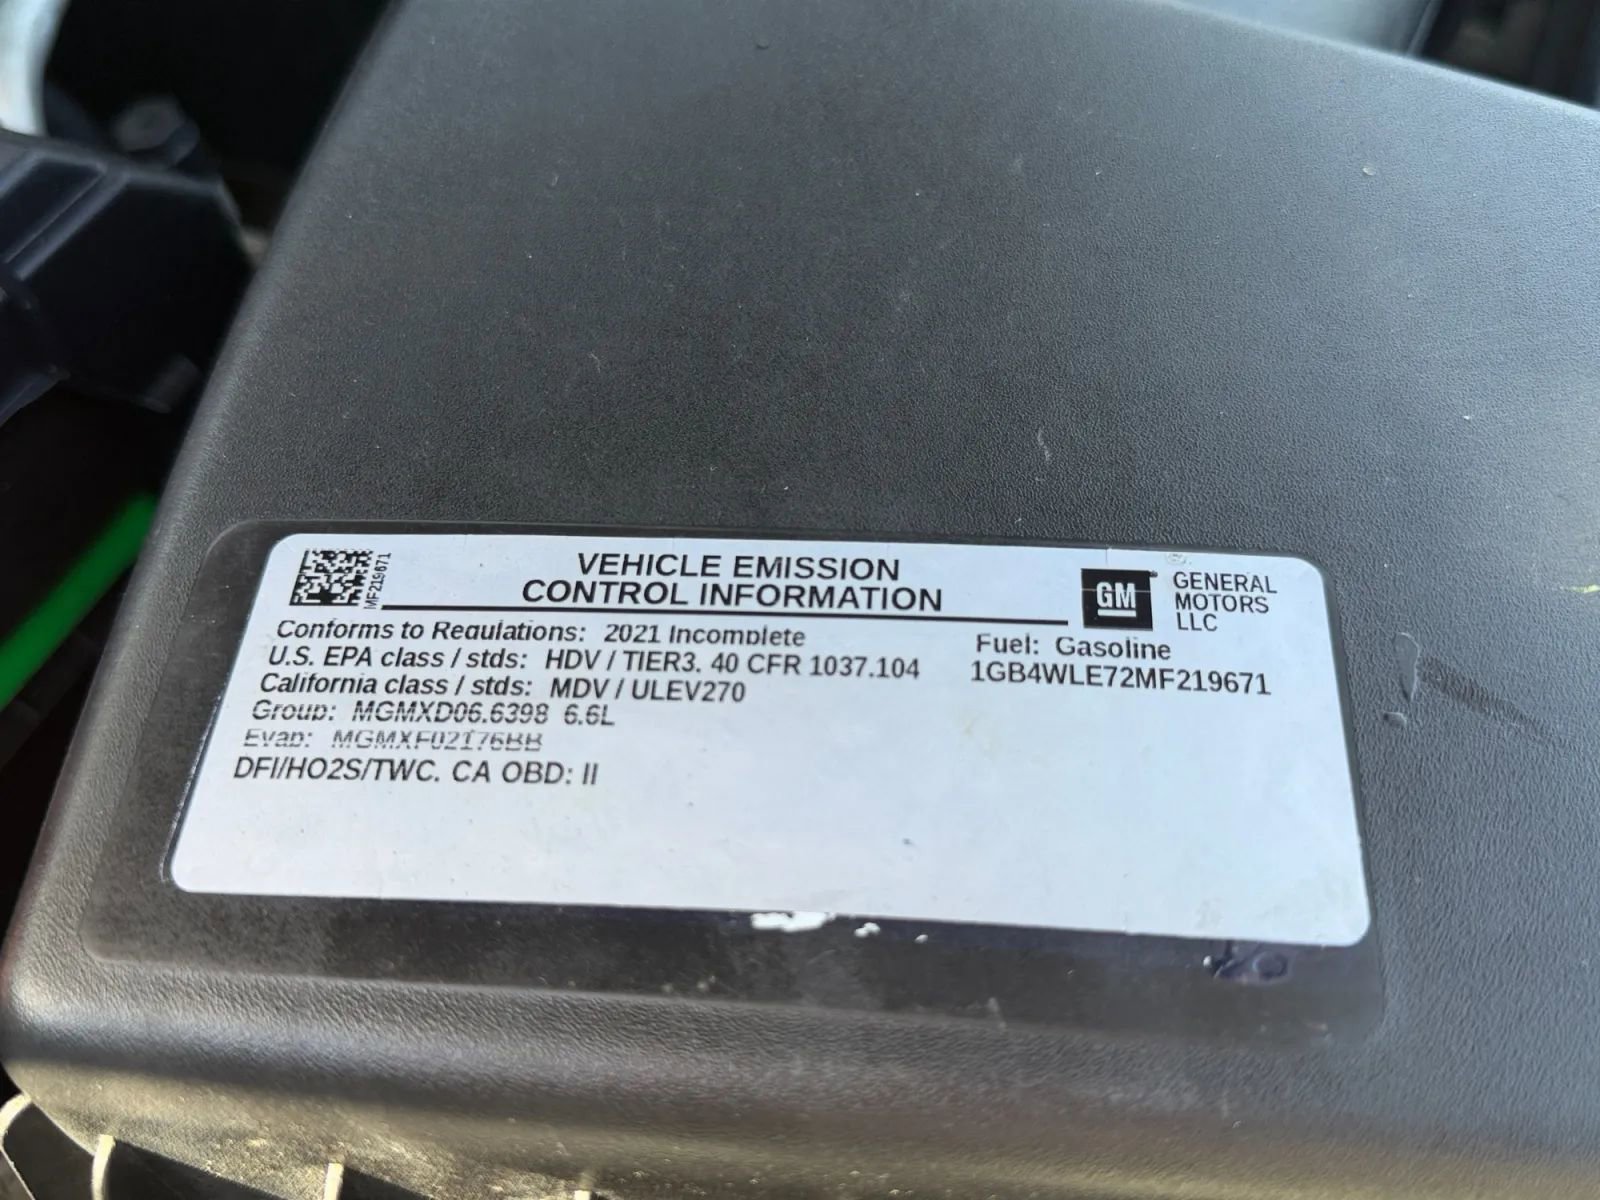 MF219671
VEHICLE EMISSION
CONTROL INFORMATION
GM
GENERAL
MOTORS
LLC
Conforms to Regulations: 2021 Incomplete
Fuel: Gasoline
U.S. EPA class / stds: HDV / TIER3. 40 CFR 1037.104
1GB4WLE72MF219671
California class / stds: MDV / ULEV270
Group: MGMXD06.6398 6.6L
Evap: MGMXF02176BB
DFI/HO2S/TWC. CA OBD: II